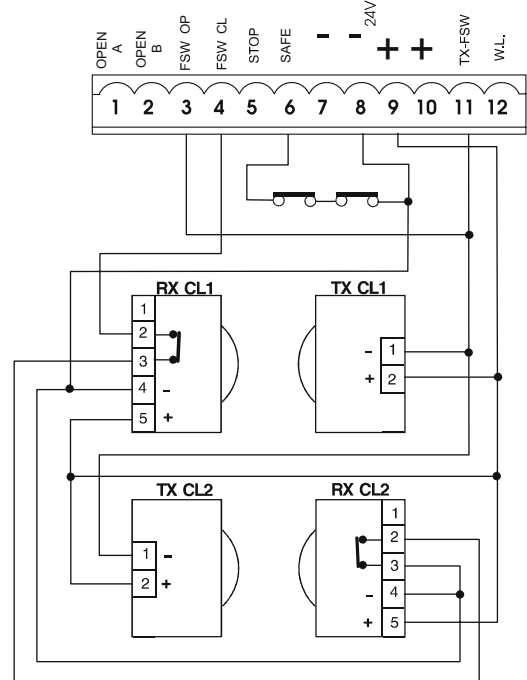 OPEN A
OPEN B
FSW OP
FSW CL
STOP
SAFE
-
-
24V
+
+
TX-FSW
W.L.
1 2 3 4 5 6 7 8 9 10 11 12
RX CL1
1
2
3
4 -
5 +
TX CL1
- 1
+ 2
TX CL2
1 -
2 +
RX CL2
1
2
3
- 4
+ 5